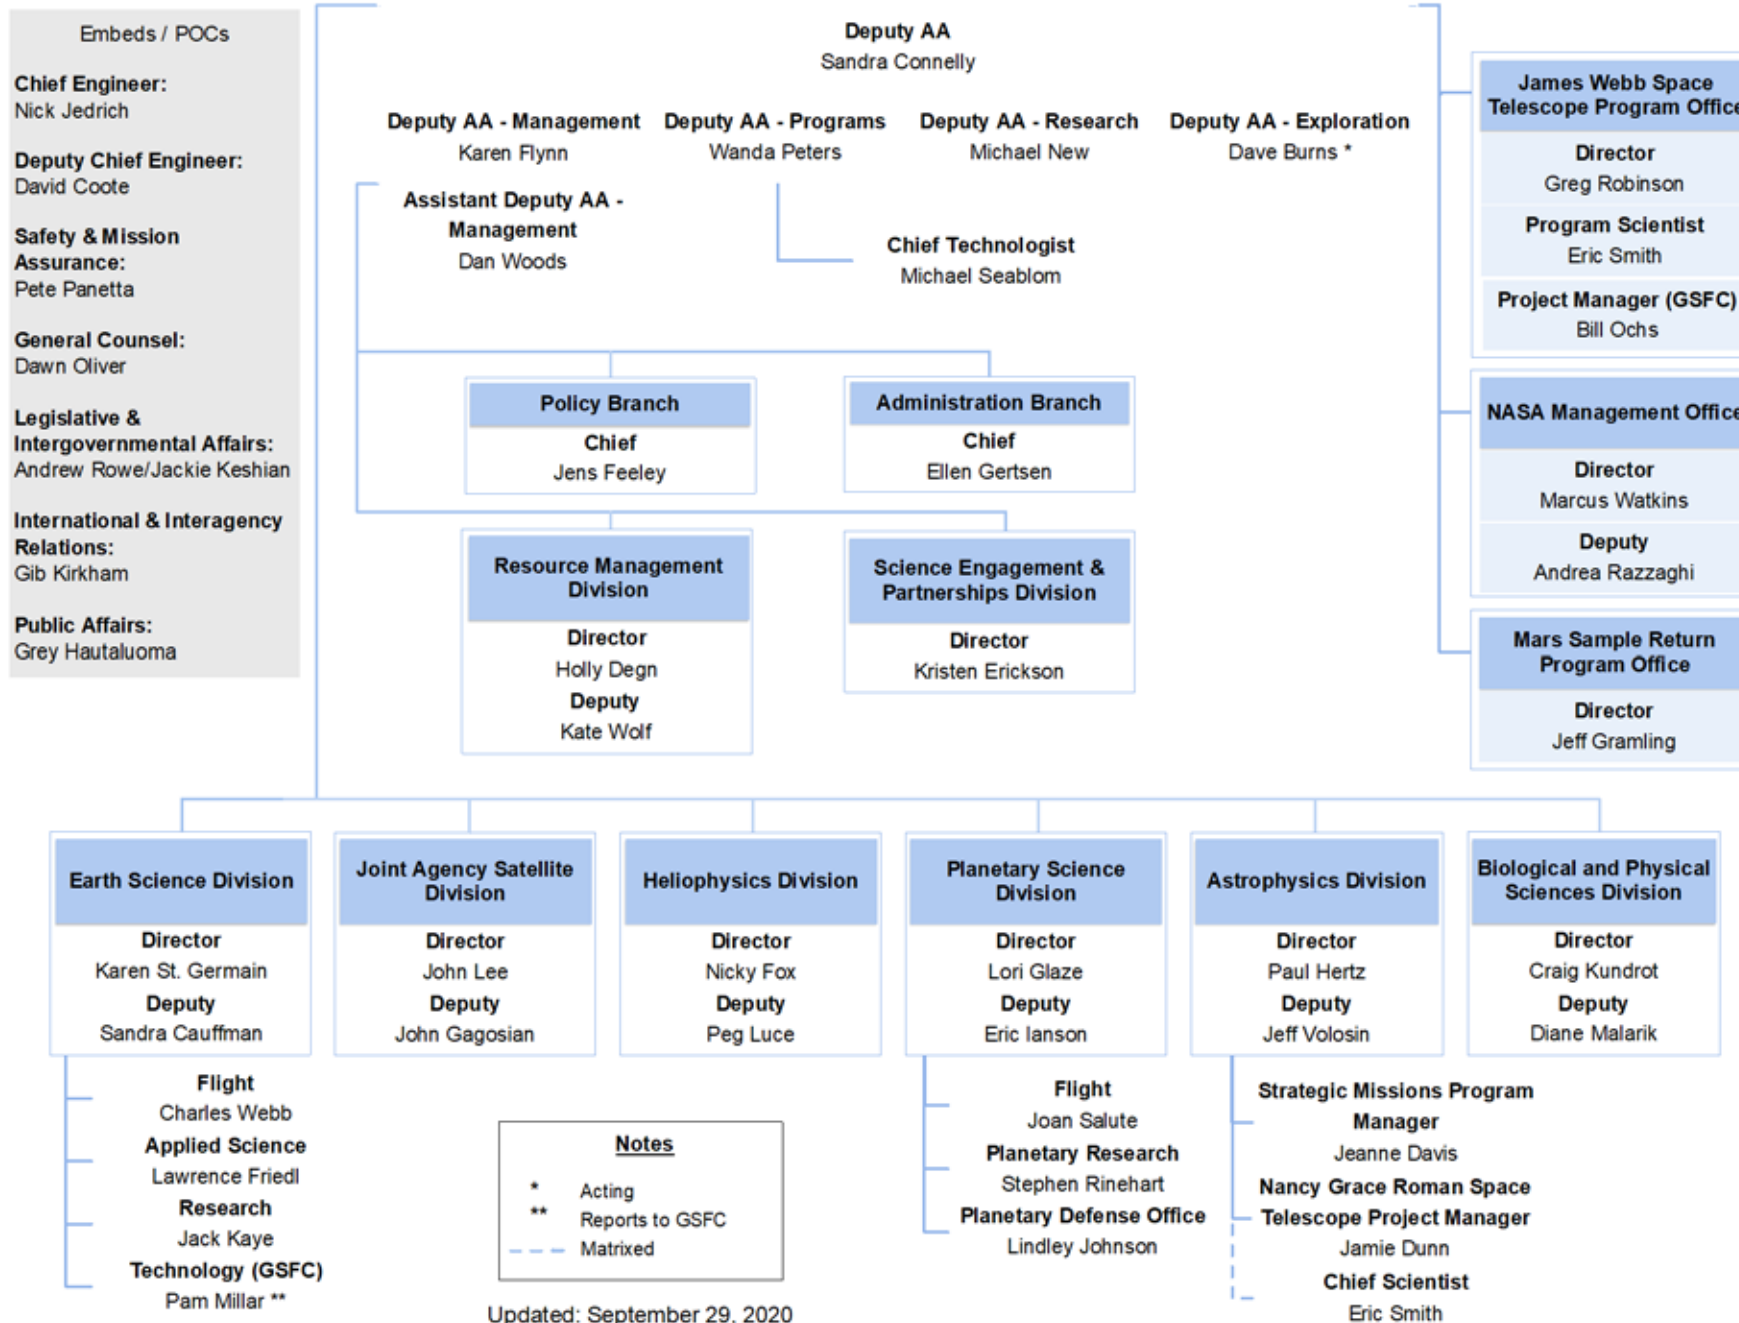 Embeds / POCs
Chief Engineer:
Nick Jedrich
Deputy Chief Engineer:
David Coote
Safety & Mission
Assurance:
Pete Panetta
General Counsel:
Dawn Oliver
Legislative &
Intergovernmental Affairs:
Andrew Rowe/Jackie Keshian
International & Interagency
Relations:
Gib Kirkham
Public Affairs:
Grey Hautaluoma
Deputy AA
Sandra Connelly
Deputy AA - Management
Karen Flynn
Deputy AA - Programs
Wanda Peters
Deputy AA - Research
Michael New
Deputy AA - Exploration
Dave Burns *
Assistant Deputy AA -
Management
Dan Woods
Chief Technologist
Michael Seablom
Policy Branch
Chief
Jens Feeley
Administration Branch
Chief
Ellen Gertsen
Resource Management
Division
Director
Holly Degn
Deputy
Kate Wolf
Science Engagement &
Partnerships Division
Director
Kristen Erickson
James Webb Space
Telescope Program Office
Director
Greg Robinson
Program Scientist
Eric Smith
Project Manager (GSFC)
Bill Ochs
NASA Management Office
Director
Marcus Watkins
Deputy
Andrea Razzaghi
Mars Sample Return
Program Office
Director
Jeff Gramling
Earth Science Division
Director
Karen St. Germain
Deputy
Sandra Cauffman
Flight
Charles Webb
Applied Science
Lawrence Friedl
Research
Jack Kaye
Technology (GSFC)
Pam Millar **
Joint Agency Satellite
Division
Director
John Lee
Deputy
John Gagosian
Heliophysics Division
Director
Nicky Fox
Deputy
Peg Luce
Planetary Science
Division
Director
Lori Glaze
Deputy
Eric Ianson
Flight
Joan Salute
Planetary Research
Stephen Rinehart
Planetary Defense Office
Lindley Johnson
Astrophysics Division
Director
Paul Hertz
Deputy
Jeff Volosin
Strategic Missions Program
Manager
Jeanne Davis
Nancy Grace Roman Space
Telescope Project Manager
Jamie Dunn
Chief Scientist
Eric Smith
Biological and Physical
Sciences Division
Director
Craig Kundrot
Deputy
Diane Malarik
Notes
* Acting
** Reports to GSFC
Matrixed
Updated: September 29, 2020